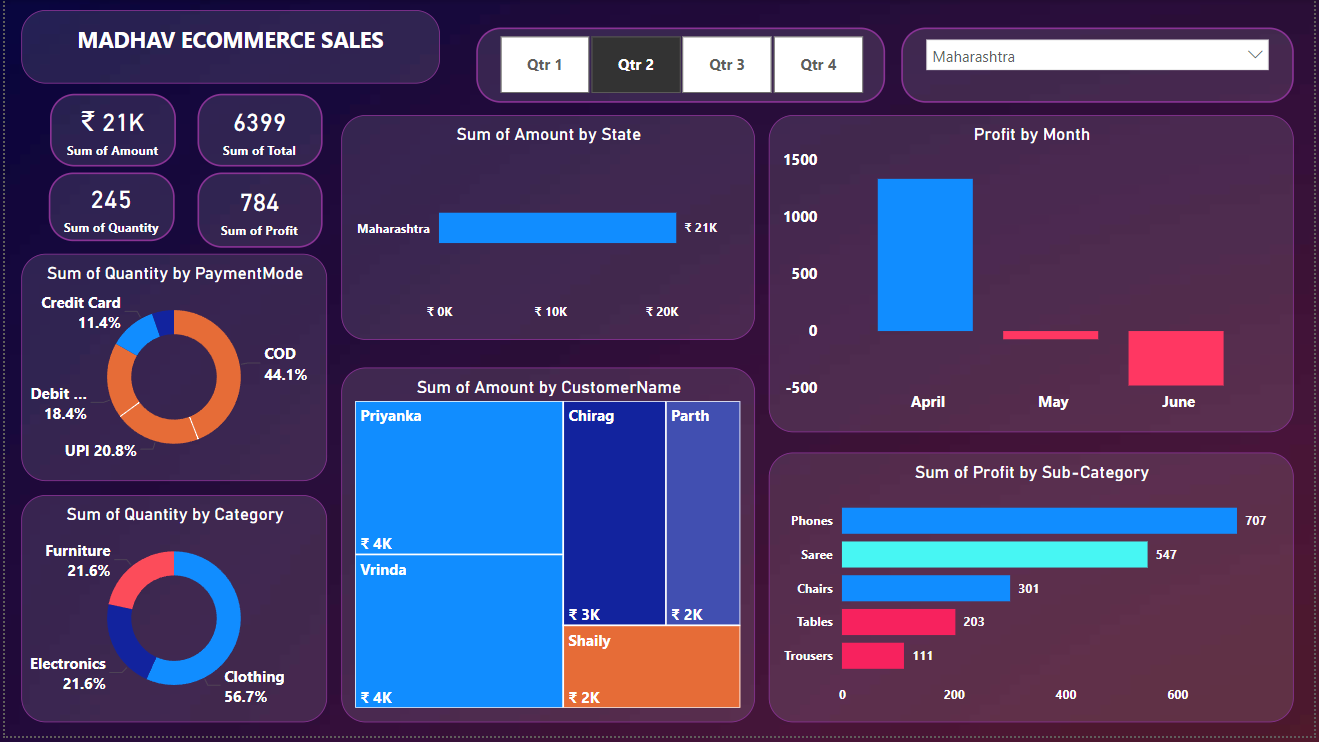 MADHAV ECOMMERCE SALES
Qtr 1
Qtr 2
Qtr 3
Qtr 4
Maharashtra
₹ 21K
Sum of Amount
6399
Sum of Total
245
Sum of Quantity
784
Sum of Profit
Sum of Quantity by PaymentMode
Credit Card
11.4%
COD
44.1%
Debit ...
18.4%
UPI 20.8%
Sum of Quantity by Category
Furniture
21.6%
Electronics
21.6%
Clothing
56.7%
Sum of Amount by State
Maharashtra
₹ 21K
₹ 0K
₹ 10K
₹ 20K
Sum of Amount by CustomerName
Priyanka
₹ 4K
Vrinda
₹ 4K
Chirag
₹ 3K
Parth
₹ 2K
Shaily
₹ 2K
Profit by Month
1500
1000
500
0
-500
April
May
June
Sum of Profit by Sub-Category
Phones
707
Saree
547
Chairs
301
Tables
203
Trousers
111
0
200
400
600